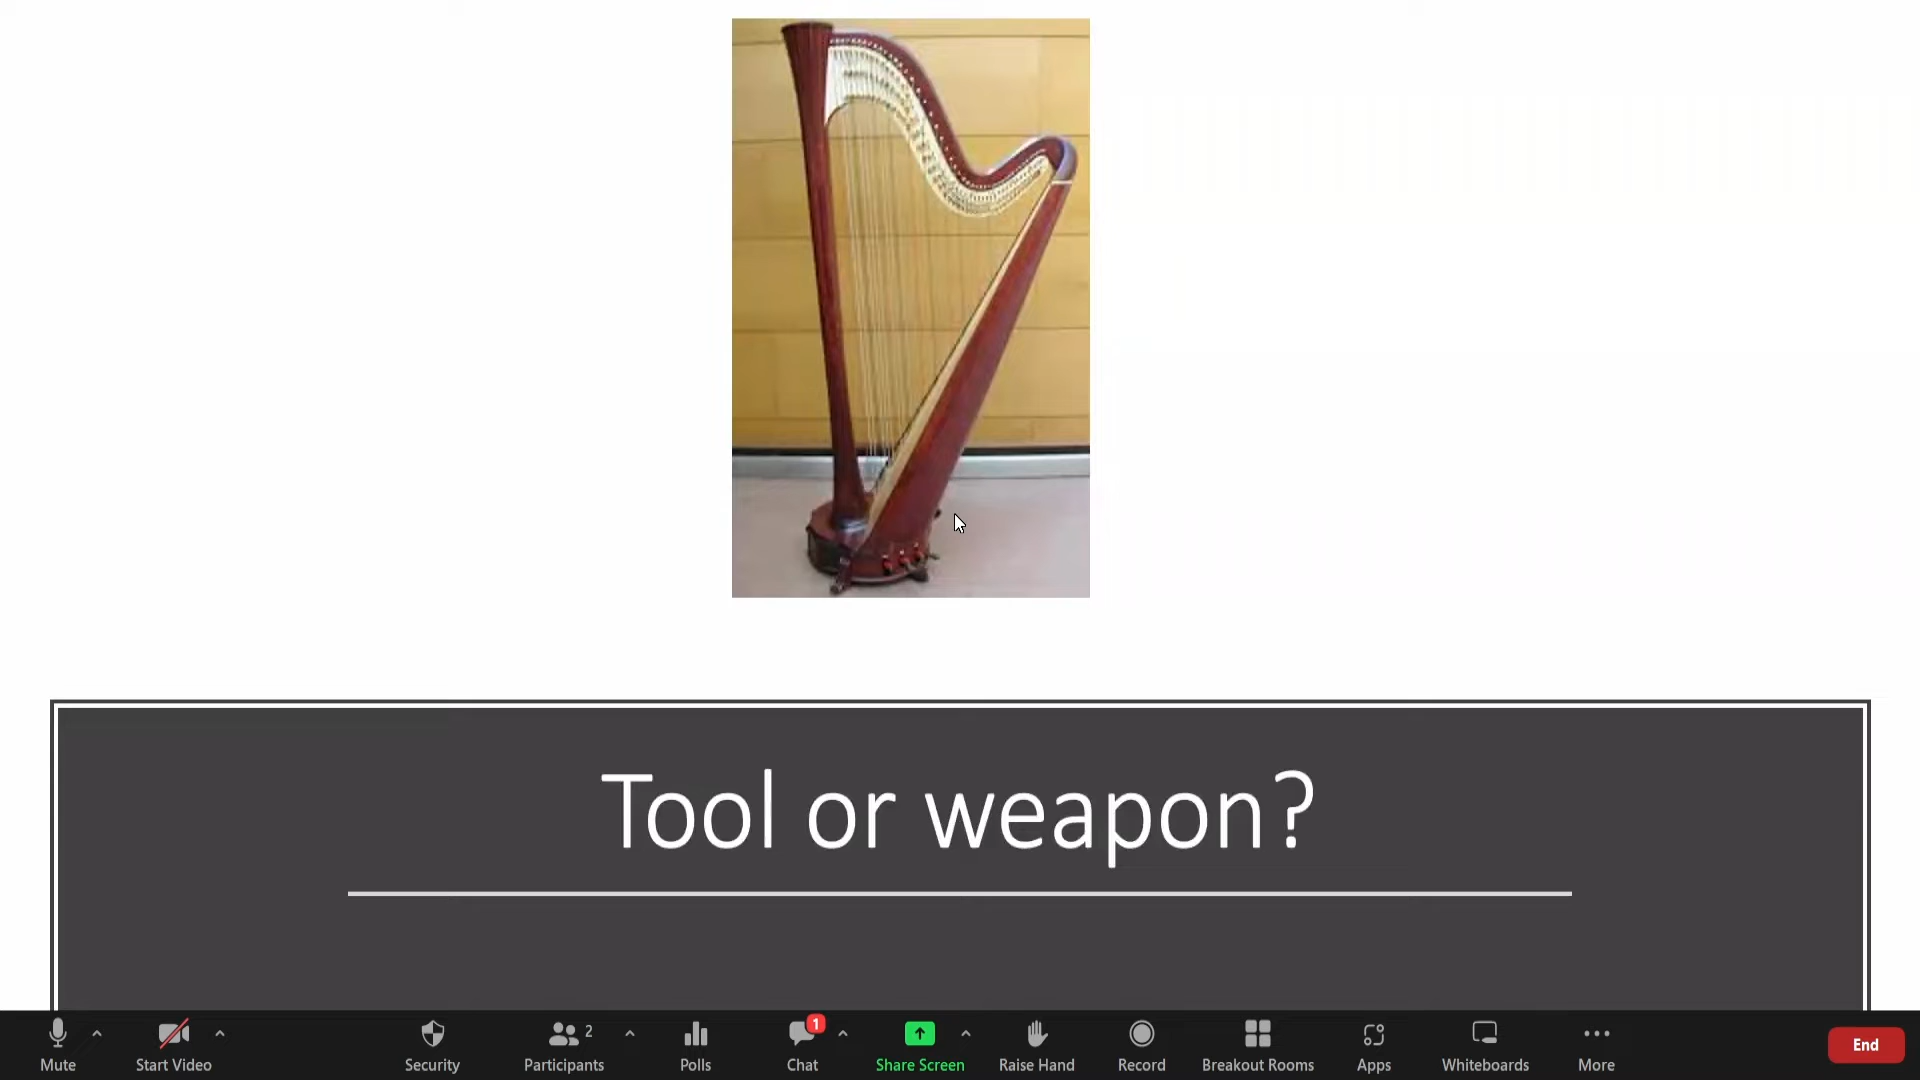 Tool or weapon?
2
1
Mute
Start Video
Security
Participants
Polls
Chat
Share Screen
Raise Hand
Record
Breakout Rooms
Apps
Whiteboards
More
End